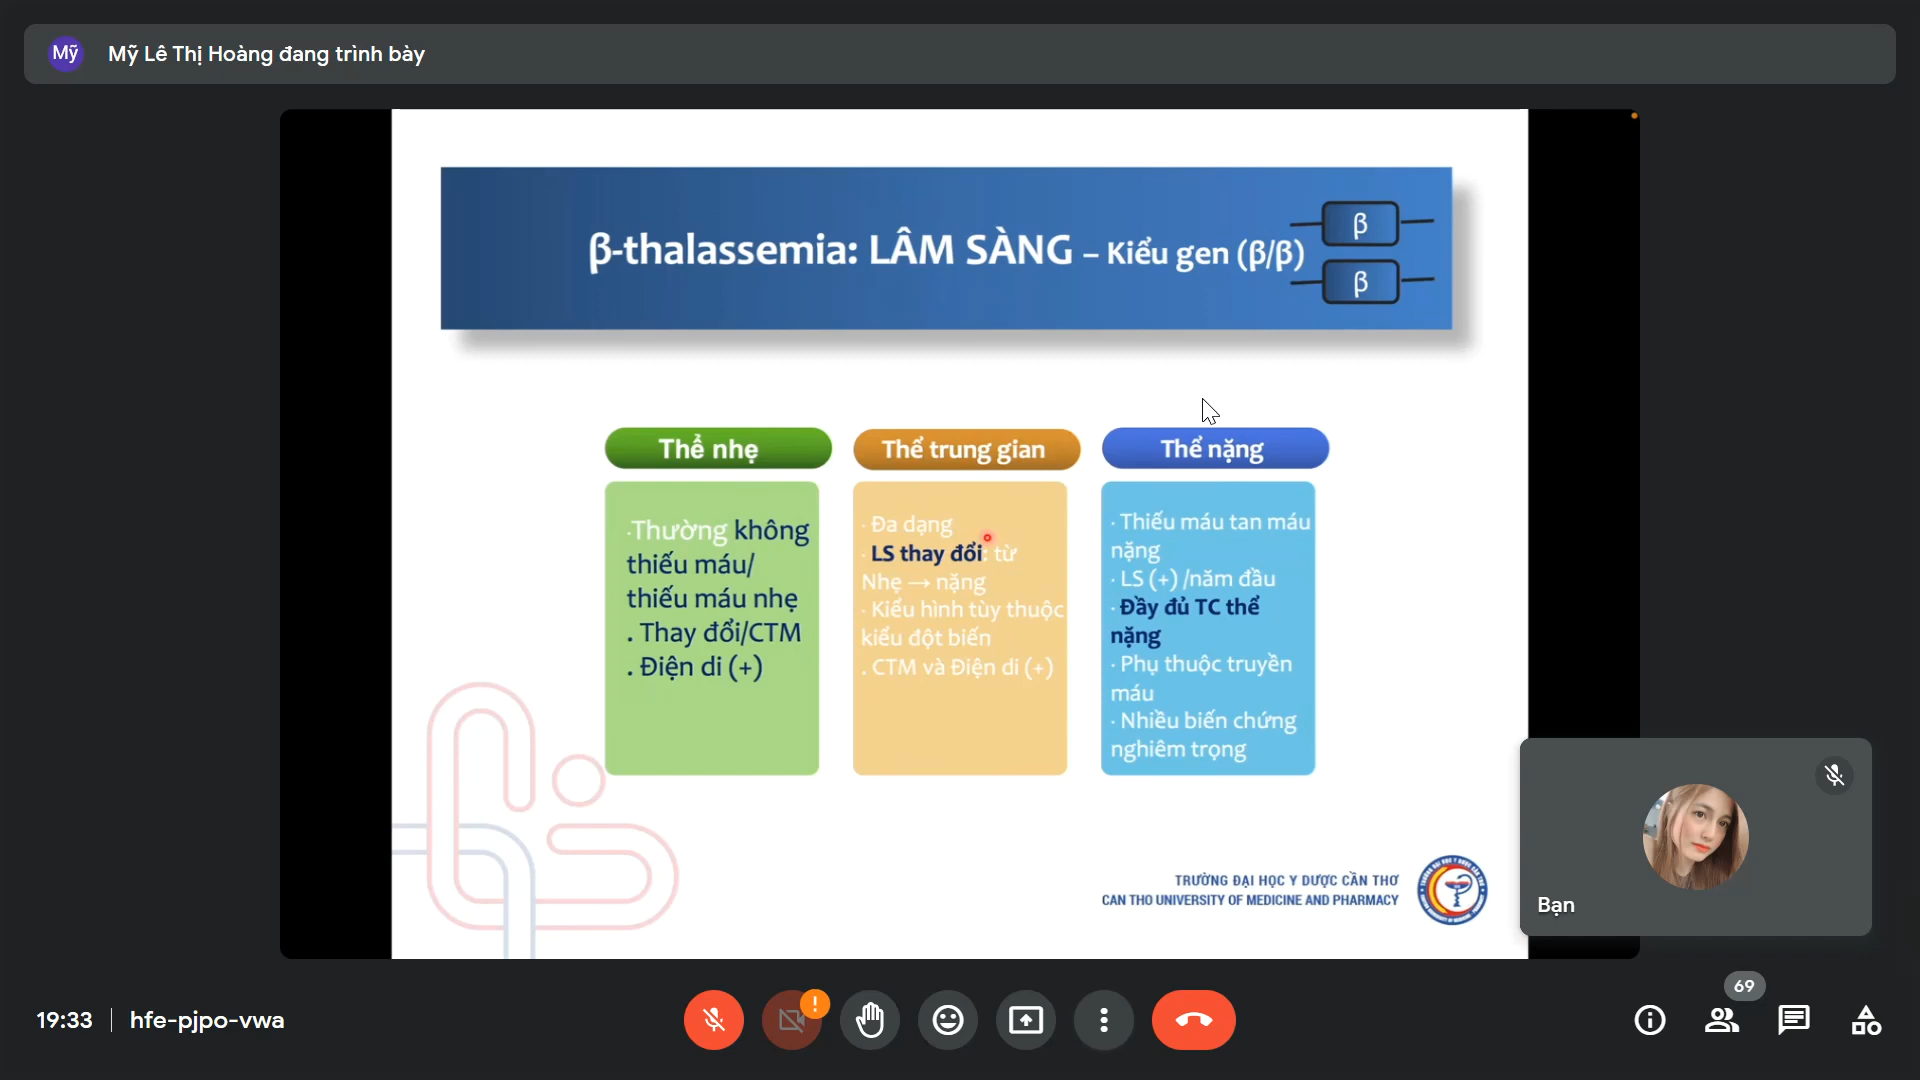 Mỹ
Mỹ Lê Thị Hoàng đang trình bày
β-thalassemia: LÂM SÀNG – Kiểu gen (β/β)
β
β
Thể nhẹ
·Thường không
thiếu máu/
thiếu máu nhẹ
. Thay đổi/CTM
. Điện di (+)
Thể trung gian
· Đa dạng
· LS thay đổi: từ
Nhẹ → nặng
· Kiểu hình tùy thuộc
kiểu đột biến
. CTM và Điện di (+)
Thể nặng
· Thiếu máu tan máu
nặng
· LS (+) /năm đầu
· Đầy đủ TC thể
nặng
· Phụ thuộc truyền
máu
· Nhiều biến chứng
nghiêm trọng
TRƯỜNG ĐẠI HỌC Y DƯỢC CẦN THƠ
CAN THO UNIVERSITY OF MEDICINE AND PHARMACY
Bạn
19:33
hfe-pjpo-vwa
69